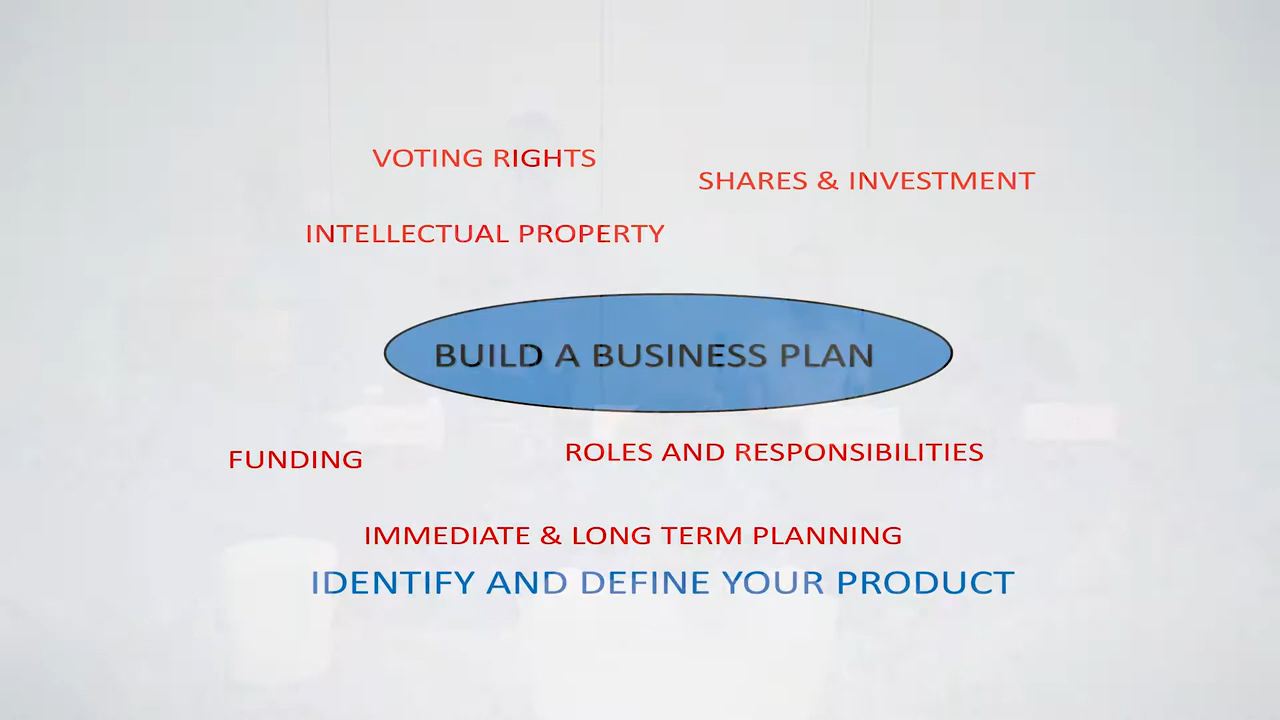 VOTING RIGHTS
SHARES & INVESTMENT
INTELLECTUAL PROPERTY
BUILD A BUSINESS PLAN
ROLES AND RESPONSIBILITIES
FUNDING
IMMEDIATE & LONG TERM PLANNING
IDENTIFY AND DEFINE YOUR PRODUCT